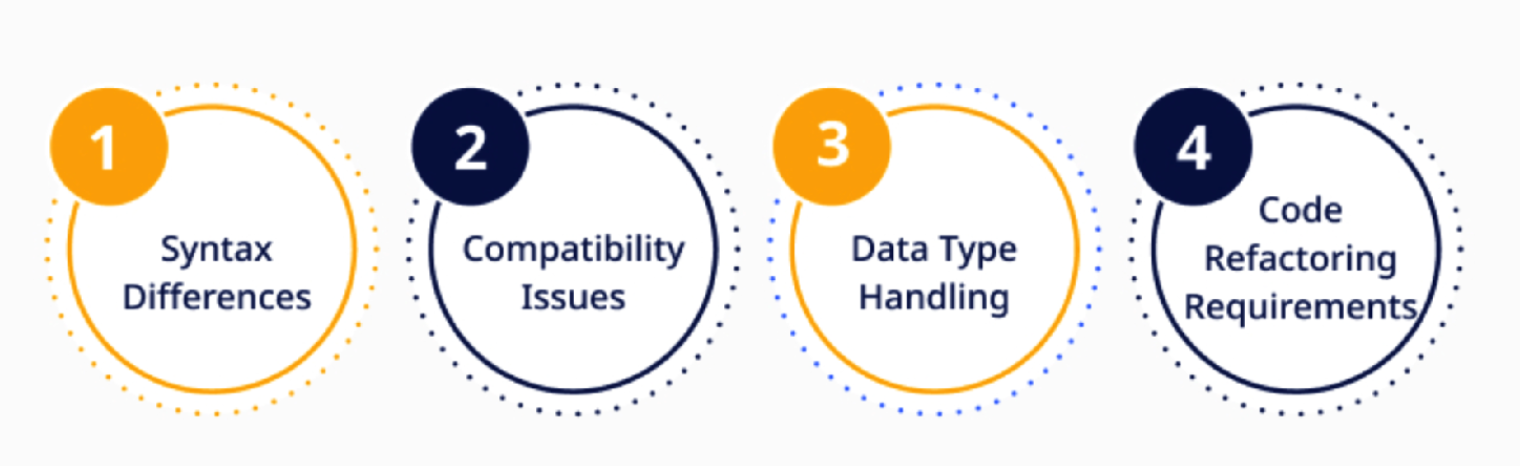 1
Syntax
Differences
2
Compatibility
Issues
3
Data Type
Handling
4
Code
Refactoring
Requirements